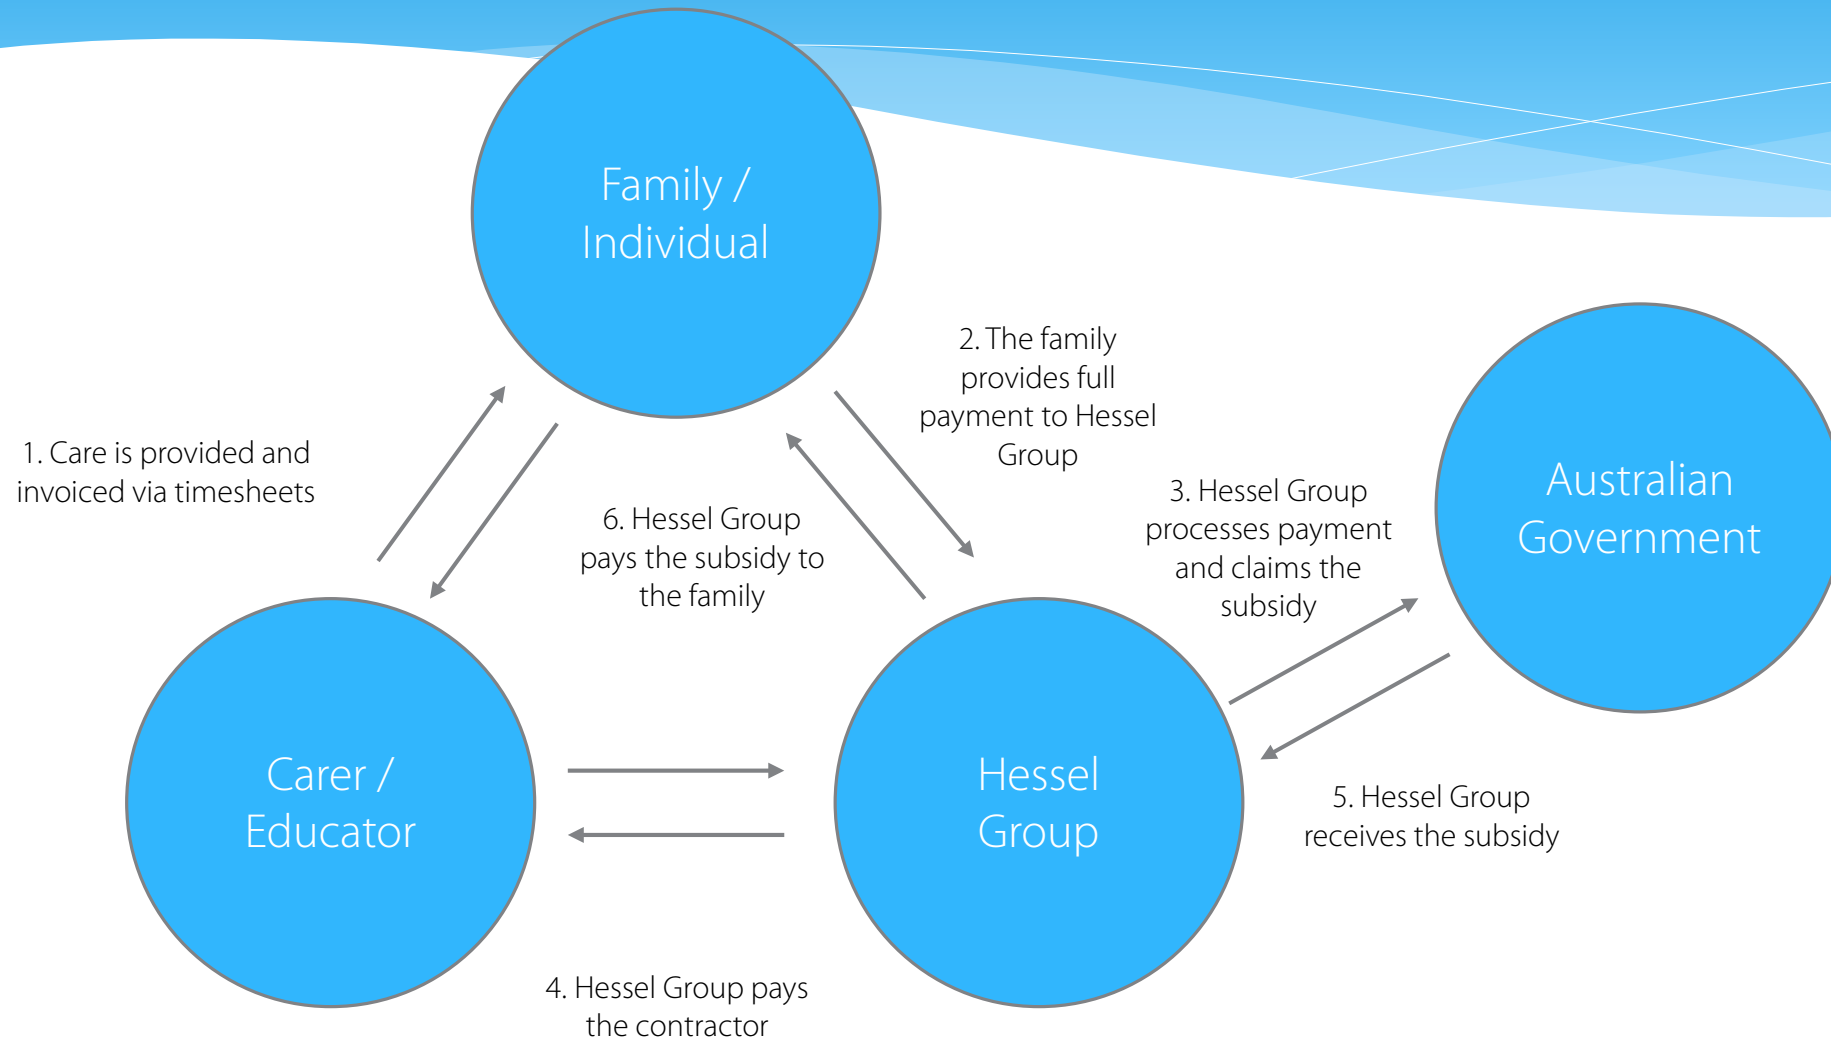 Family /
Individual
2. The family
provides full
payment to Hessel
Group
1. Care is provided and
invoiced via timesheets
6. Hessel Group
pays the subsidy to
the family
3. Hessel Group
processes payment
and claims the
subsidy
Australian
Government
Carer /
Educator
Hessel
Group
5. Hessel Group
receives the subsidy
4. Hessel Group pays
the contractor